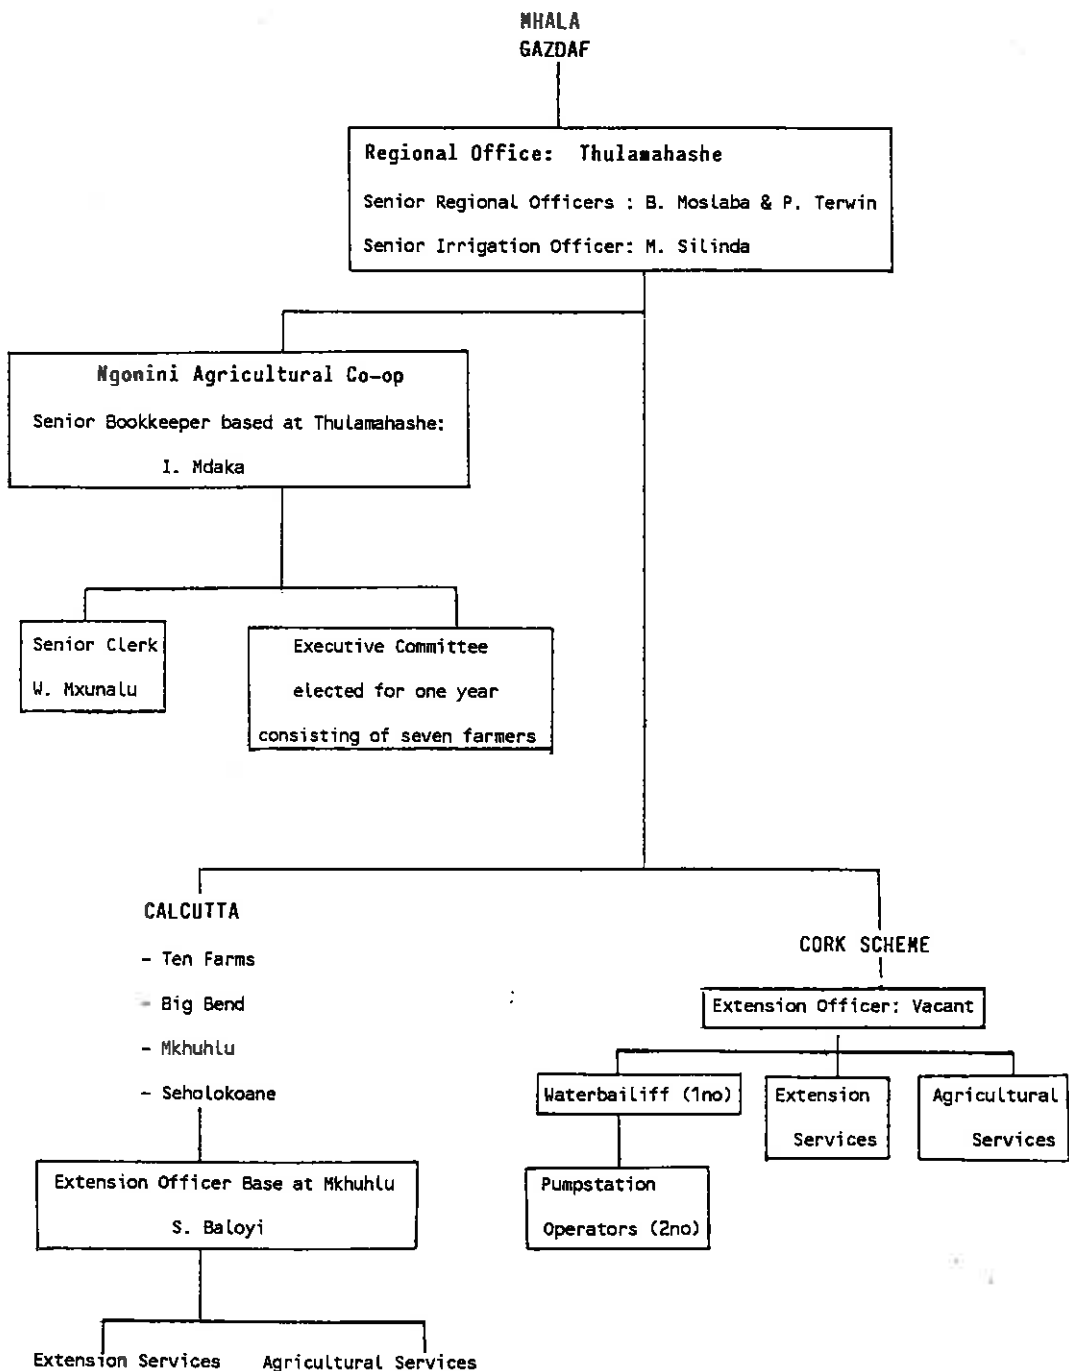 MHALA
GAZDAF
Regional Office: Thulamahashe
Senior Regional Officers : B. Moslaba & P. Terwin
Senior Irrigation Officer: M. Silinda
Ngonini Agricultural Co-op
Senior Bookkeeper based at Thulamahashe:
I. Mdaka
Senior Clerk
W. Mxunalu
Executive Committee
elected for one year
consisting of seven farmers
CALCUTTA
- Ten Farms
- Big Bend
- Mkhuhlu
- Seholokoane
Extension Officer Base at Mkhuhlu
S. Baloyi
Extension Services
Agricultural Services
CORK SCHEME
Extension Officer: Vacant
Waterbailiff (1no)
Pumpstation
Operators (2no)
Extension
Services
Agricultural
Services